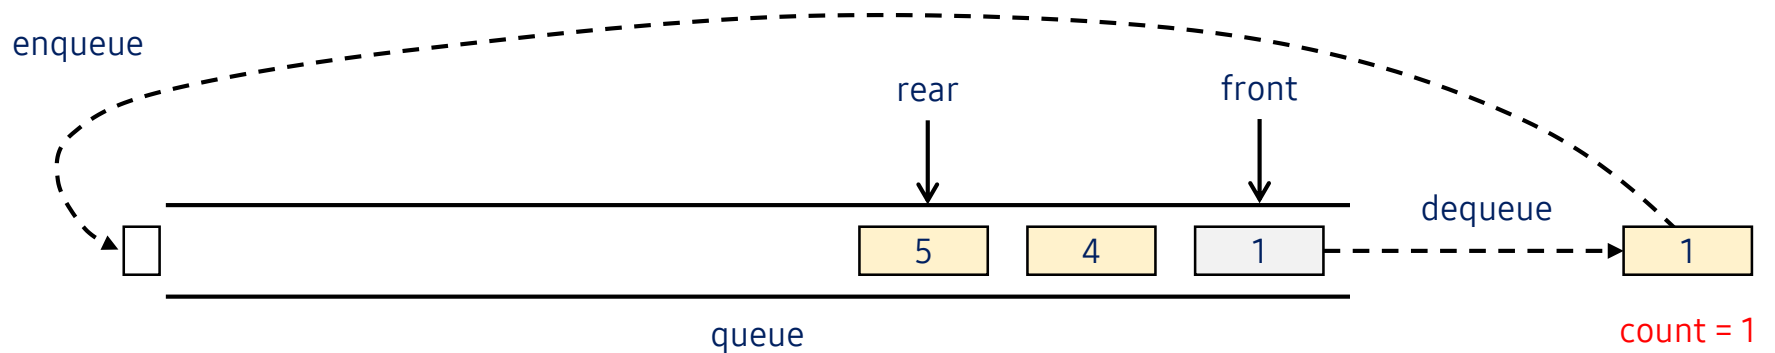 enqueue
rear
front
dequeue
5
4
1
1
queue
count = 1